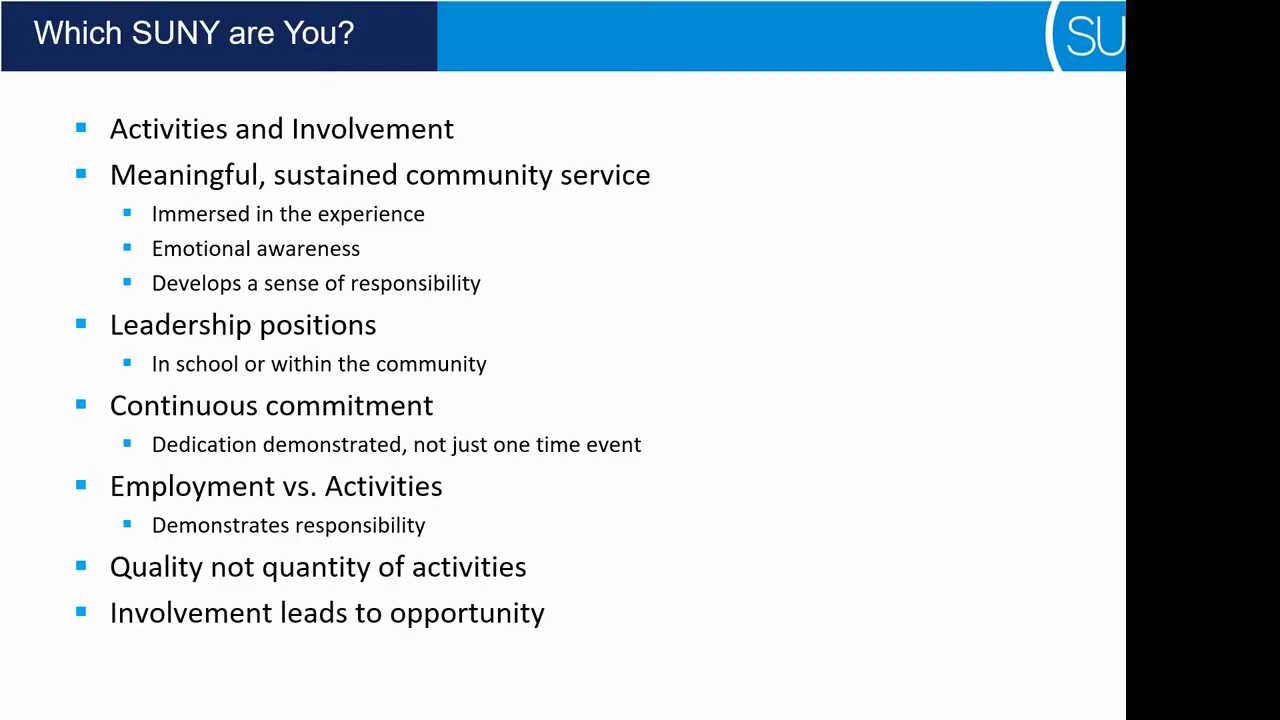 Which SUNY are You?
SU
Activities and Involvement
Meaningful, sustained community service
Immersed in the experience
Emotional awareness
Develops a sense of responsibility
Leadership positions
In school or within the community
Continuous commitment
Dedication demonstrated, not just one time event
Employment vs. Activities
Demonstrates responsibility
Quality not quantity of activities
Involvement leads to opportunity